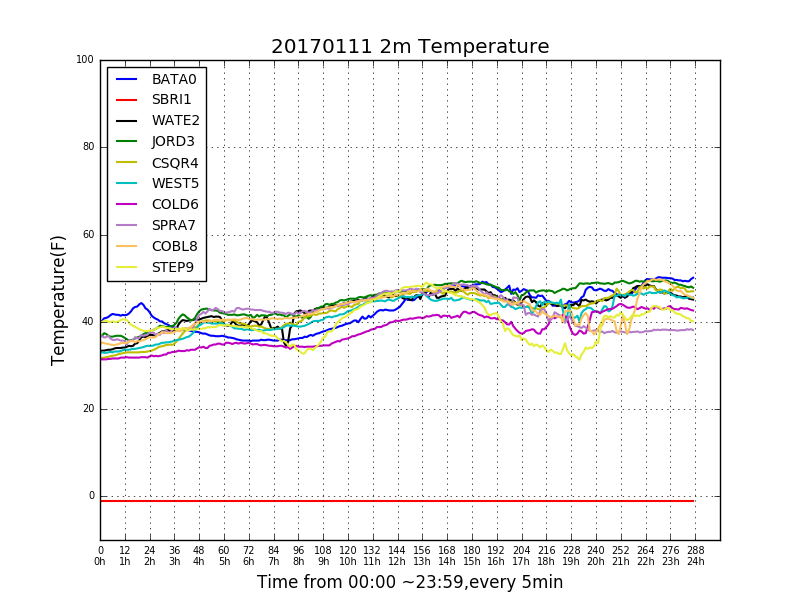 20170111 2m Temperature
100
80
60
40
20
0
Temperature(F)
BATA0
SBRI1
WATE2
JORD3
CSQR4
WEST5
COLD6
SPRA7
COBL8
STEP9
0 12 24 36 48 60 72 84 96 108 120 132 144 156 168 180 192 204 216 228 240 252 264 276 288
0h 1h 2h 3h 4h 5h 6h 7h 8h 9h 10h 11h 12h 13h 14h 15h 16h 17h 18h 19h 20h 21h 22h 23h 24h
Time from 00:00 ~23:59,every 5min